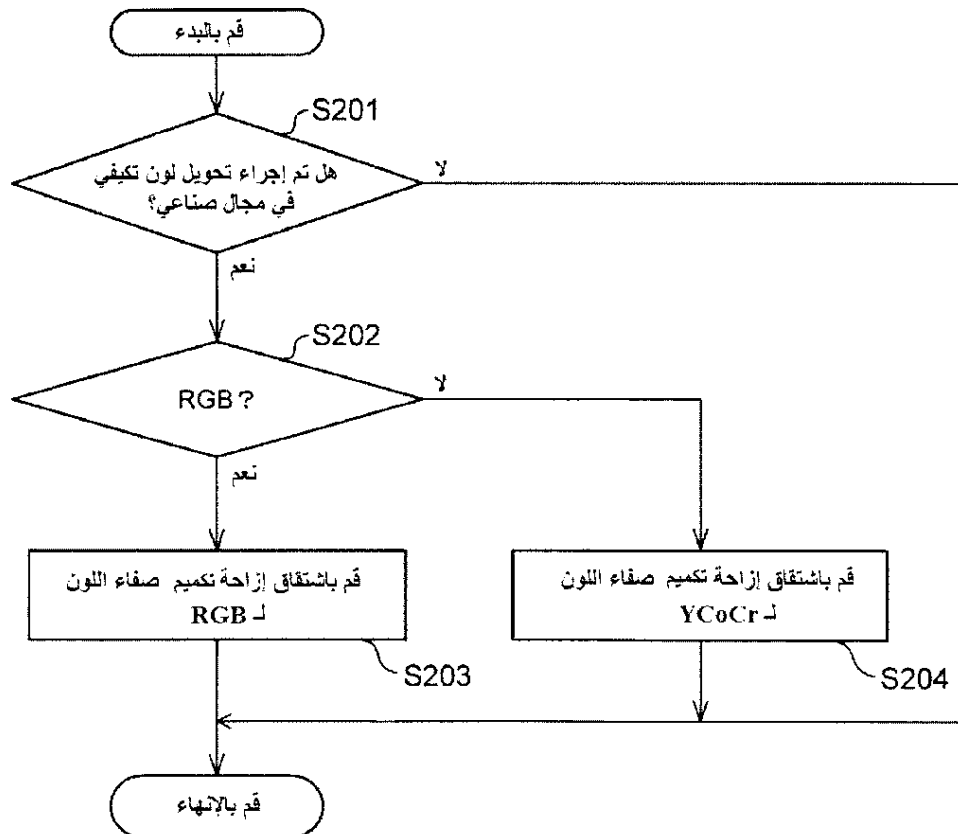 قم بالبدء
S201
هل تم إجراء تحويل لون تكيفي
في مجال صناعي؟
لا
نعم
S202
RGB?
لا
نعم
قم باشتقاق إزاحة تكميم صفاء اللون
لـ RGB
S203
قم باشتقاق إزاحة تكميم صفاء اللون
لـ YCoCr
S204
قم بالإنهاء